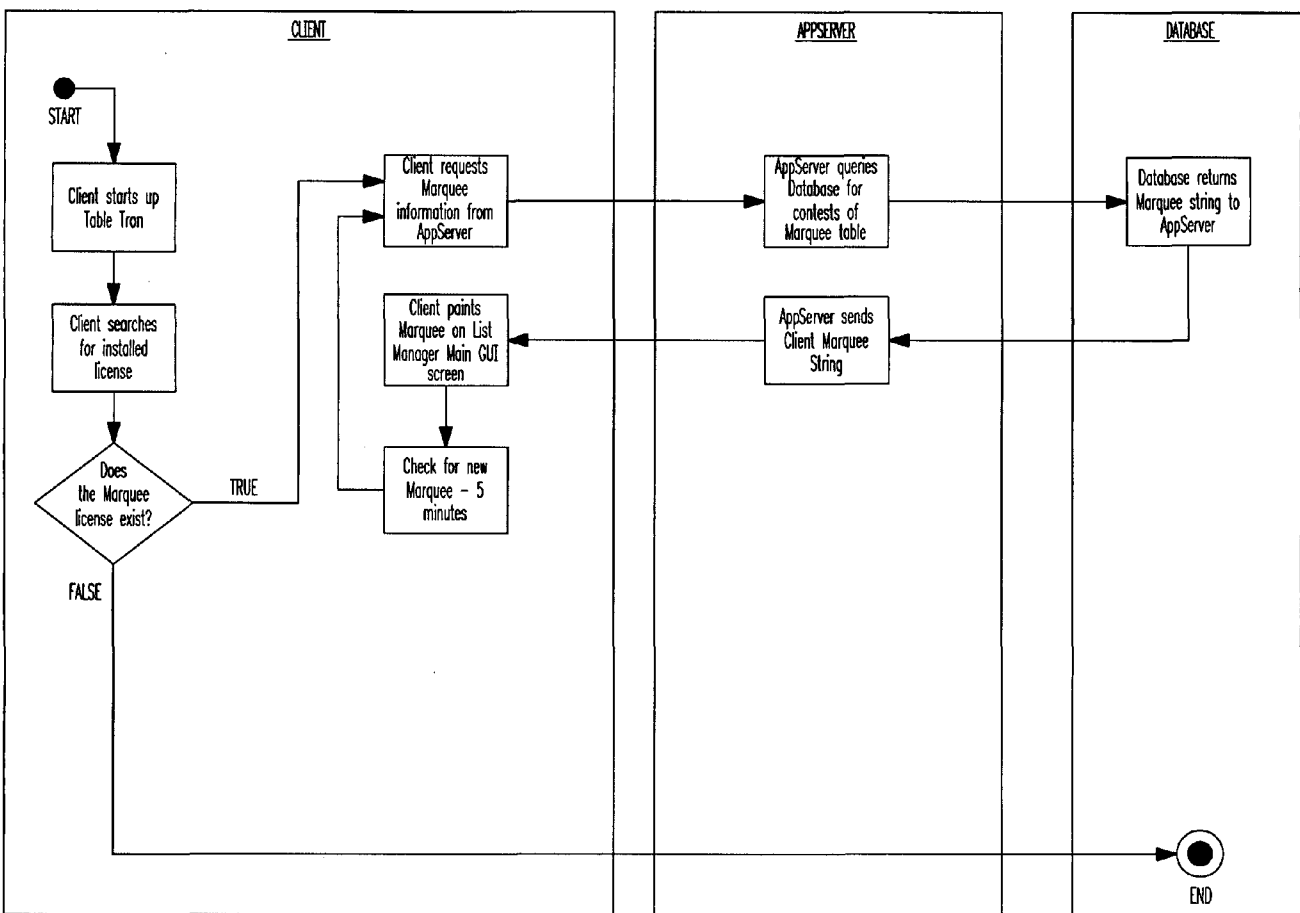 CLIENT
APPSERVER
DATABASE
START
Client starts up
Table Tran
Client searches
for installed
license
Does
the Marquee
license exist?
TRUE
FALSE
Client requests
Marquee
information from
AppServer
AppServer queries
Database for
contests of
Marquee table
Database returns
Marquee string to
AppServer
Client paints
Marquee on List
Manager Main GUI
screen
AppServer sends
Client Marquee
String
Check for new
Marquee – 5
minutes
END